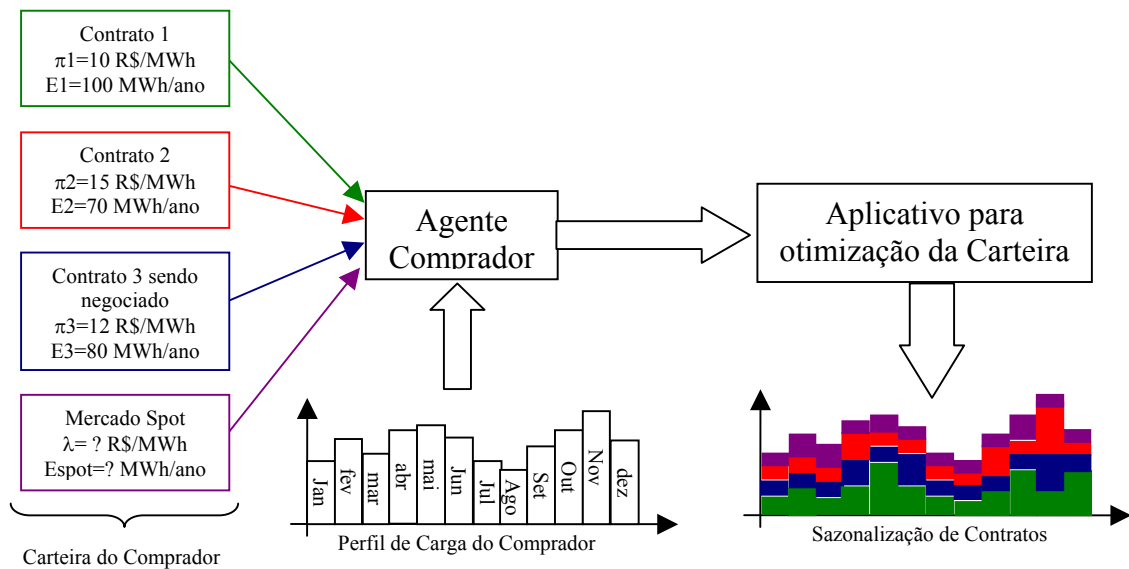 Contrato 1
π1=10 R$/MWh
E1=100 MWh/ano
Contrato 2
π2=15 R$/MWh
E2=70 MWh/ano
Contrato 3 sendo
negociado
π3=12 R$/MWh
E3=80 MWh/ano
Mercado Spot
λ= ? R$/MWh
Espot=? MWh/ano
Carteira do Comprador
Agente
Comprador
Aplicativo para
otimização da Carteira
Jan
fev
mar
abr
mai
Jun
Jul
Ago
Set
Out
Nov
dez
Perfil de Carga do Comprador
Sazonalização de Contratos